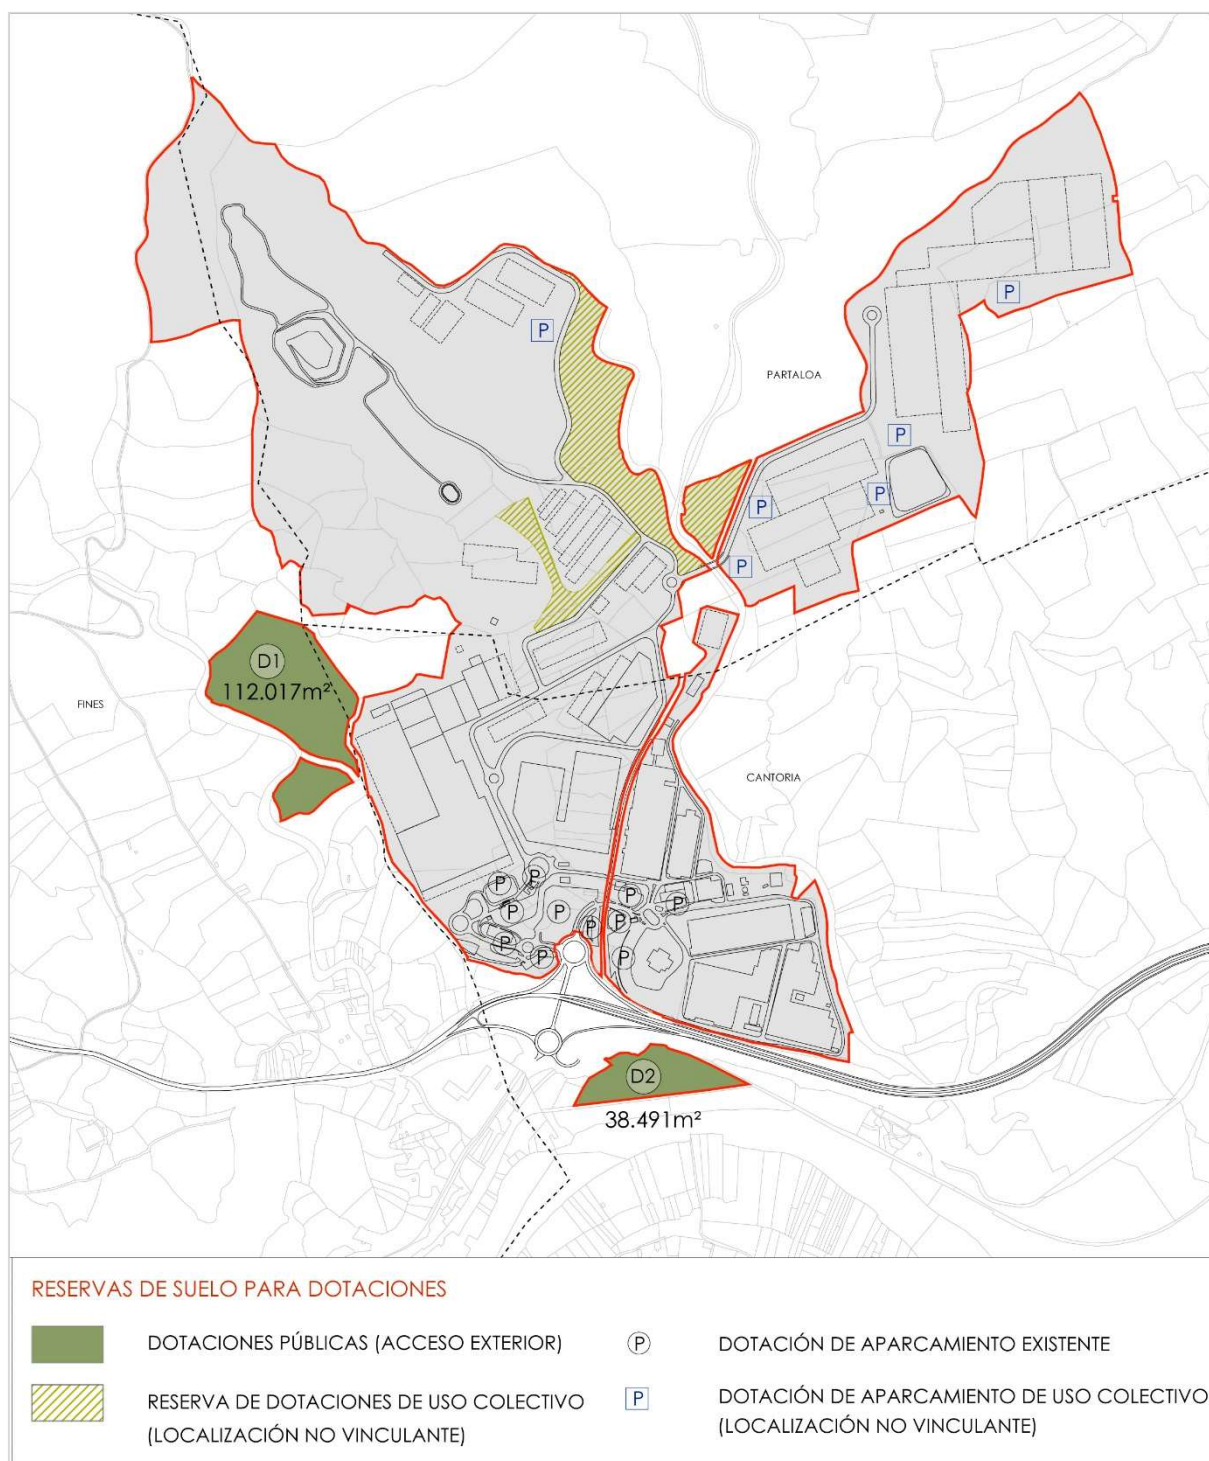 P
P
PARTALOA
P
P
P
P
D1
112.017m²
FINES
CANTORIA
P
P
P
P
P
P
P
P
P
P
P
D2
38.491m²
RESERVAS DE SUELO PARA DOTACIONES
DOTACIONES PÚBLICAS (ACCESO EXTERIOR)
P
DOTACIÓN DE APARCAMIENTO EXISTENTE
RESERVA DE DOTACIONES DE USO COLECTIVO
(LOCALIZACIÓN NO VINCULANTE)
P
DOTACIÓN DE APARCAMIENTO DE USO COLECTIVO
(LOCALIZACIÓN NO VINCULANTE)